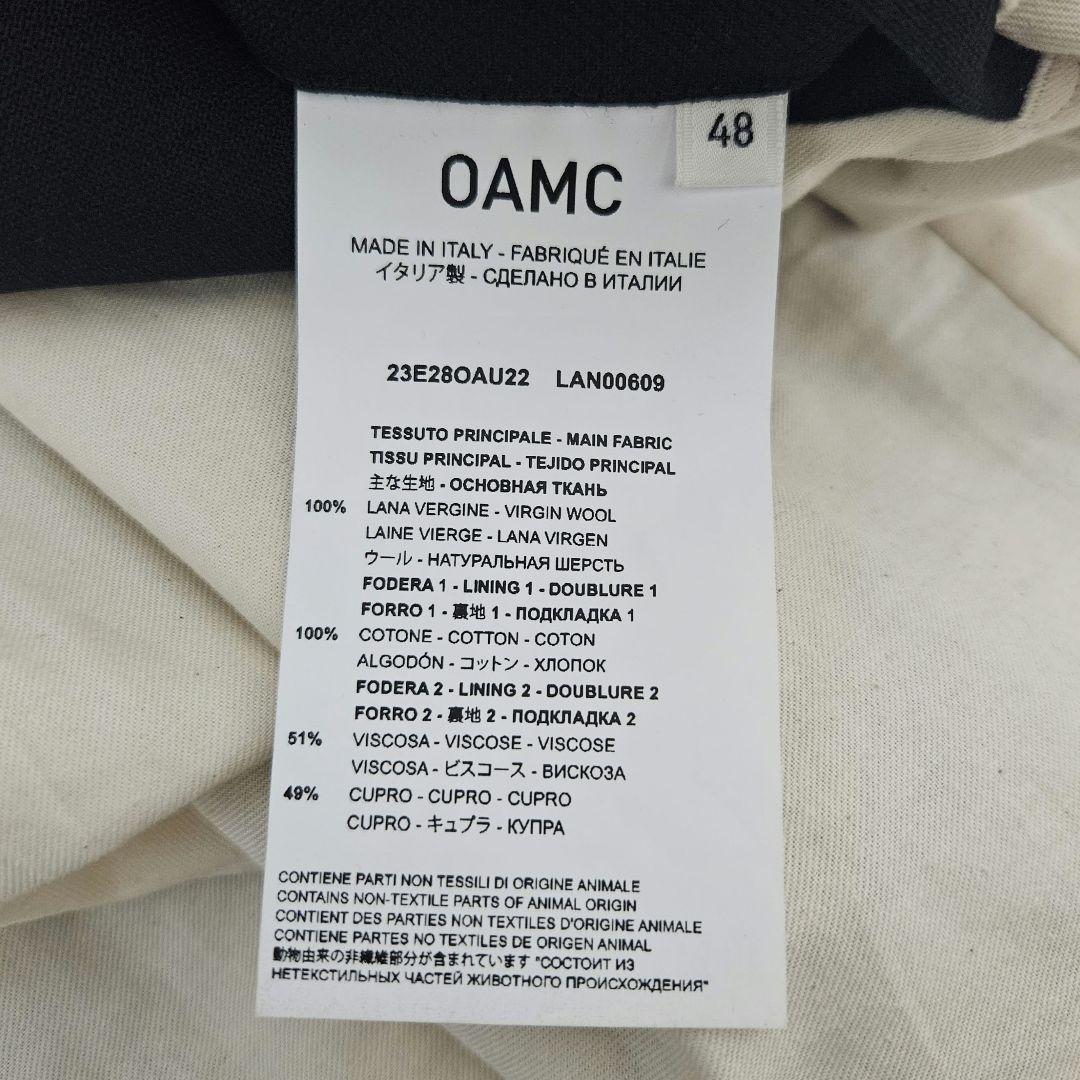 48
OAMC
MADE IN ITALY - FABRIQUÉ EN ITALIE
イタリア製 - СДЕЛАНО В ИТАЛИИ
23E28OAU22 LAN00609
TESSUTO PRINCIPALE - MAIN FABRIC
TISSU PRINCIPAL - TEJIDO PRINCIPAL
主な生地 - ОСНОВНАЯ ТКАНЬ
100% LANA VERGINE - VIRGIN WOOL
LAINE VIERGE - LANA VIRGEN
ウール - НАТУРАЛЬНАЯ ШЕРСТЬ
FODERA 1 - LINING 1 - DOUBLURE 1
FORRO 1 - 裏地 1 - ПОДКЛАДКА 1
100% COTONE - COTTON - COTON
ALGODÓN - コットン - ХЛОПОК
FODERA 2 - LINING 2 - DOUBLURE 2
FORRO 2 - 裏地 2 - ПОДКЛАДКА 2
51% VISCOSA - VISCOSE - VISCOSE
VISCOSA - ビスコース - ВИСКОЗА
49% CUPRO - CUPRO - CUPRO
CUPRO - キュプラ - КУПРА
CONTIENE PARTI NON TESSILI DI ORIGINE ANIMALE
CONTAINS NON-TEXTILE PARTS OF ANIMAL ORIGIN
CONTIENT DES PARTIES NON TEXTILES D'ORIGINE ANIMALE
CONTIENE PARTES NO TEXTILES DE ORIGEN ANIMAL
動物由来の非繊維部分が含まれています "СОСТОИТ ИЗ
НЕТЕКСТИЛЬНЫХ ЧАСТЕЙ ЖИВОТНОГО ПРОИСХОЖДЕНИЯ"